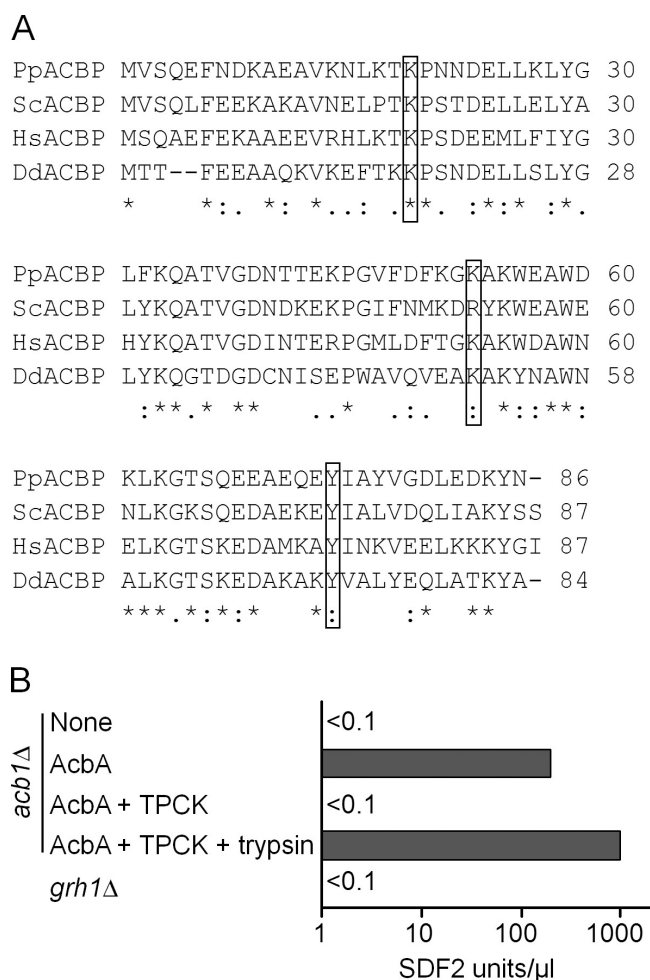 A
PpACBP MVSQEFNDKAEAVKNLKTKPNNDELLKLYG 30
ScACBP MVSQLFEEKAKAVNELPTKPSTDELLELYA 30
HsACBP MSQAEFEKAAEEVRHLKTKPSDEEMLFIYG 30
DdACBP MTT--FEEAAQKVKEFTKKPSNDELLSLYG 28
* *:. *: *..: .**. :*: :*.
PpACBP LFKQATVGDNTTEKPGVFDFKGKAKWEAWD 60
ScACBP LYKQATVGDNDKEKPGIFNMKDRYKWEAWE 60
HsACBP HYKQATVGDINTERPGMLDFTGKAKWDAWN 60
DdACBP LYKQGTDGDCNISEPWAVQVEAKAKYNAWN 58
:**.* ** ..* .:. : *::**:
PpACBP KLKGTSQEEAEQEYIAYVGDLEDKYN- 86
ScACBP NLKGKSQEDAEKEYIALVDQLIAKYSS 87
HsACBP ELKGTSKEDAMKAYINKVEELKKKYGI 87
DdACBP ALKGTSKEDAKAKYVALYEQLATKYA- 84
***.*:*:* *: :* **
B
acb1Δ
None <0.1
AcbA
AcbA + TPCK <0.1
AcbA + TPCK + trypsin
grh1Δ <0.1
1 10 100 1000
SDF2 units/µl